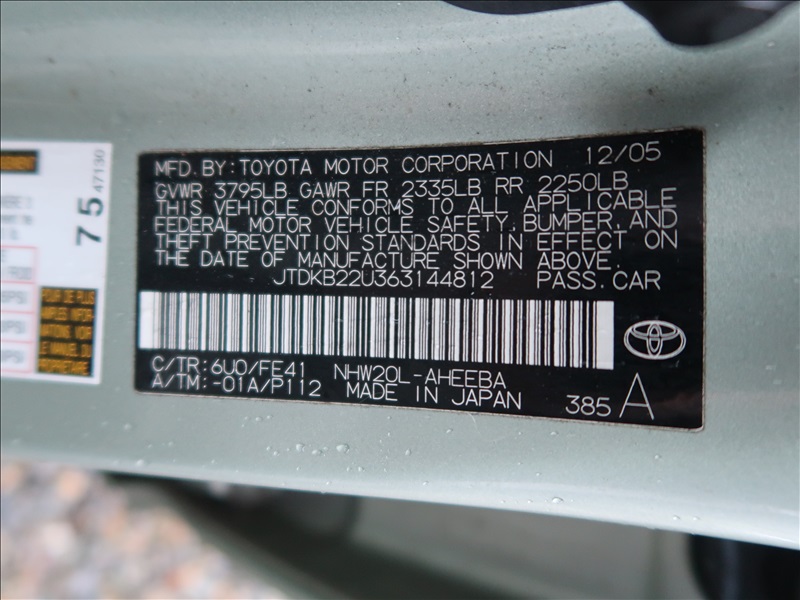 MFD. BY: TOYOTA MOTOR CORPORATION 12/05
GVWR 3795LB GAWR FR 2335LB RR 2250LB
THIS VEHICLE CONFORMS TO ALL APPLICABLE
FEDERAL MOTOR VEHICLE SAFETY, BUMPER, AND
THEFT PREVENTION STANDARDS IN EFFECT ON
THE DATE OF MANUFACTURE SHOWN ABOVE.
JTDKB22U363144812 PASS. CAR
C/TR: 6U0/FE41 NHW20L-AHEEBA
A/TM: -01A/P112 MADE IN JAPAN
385 A
75 47130